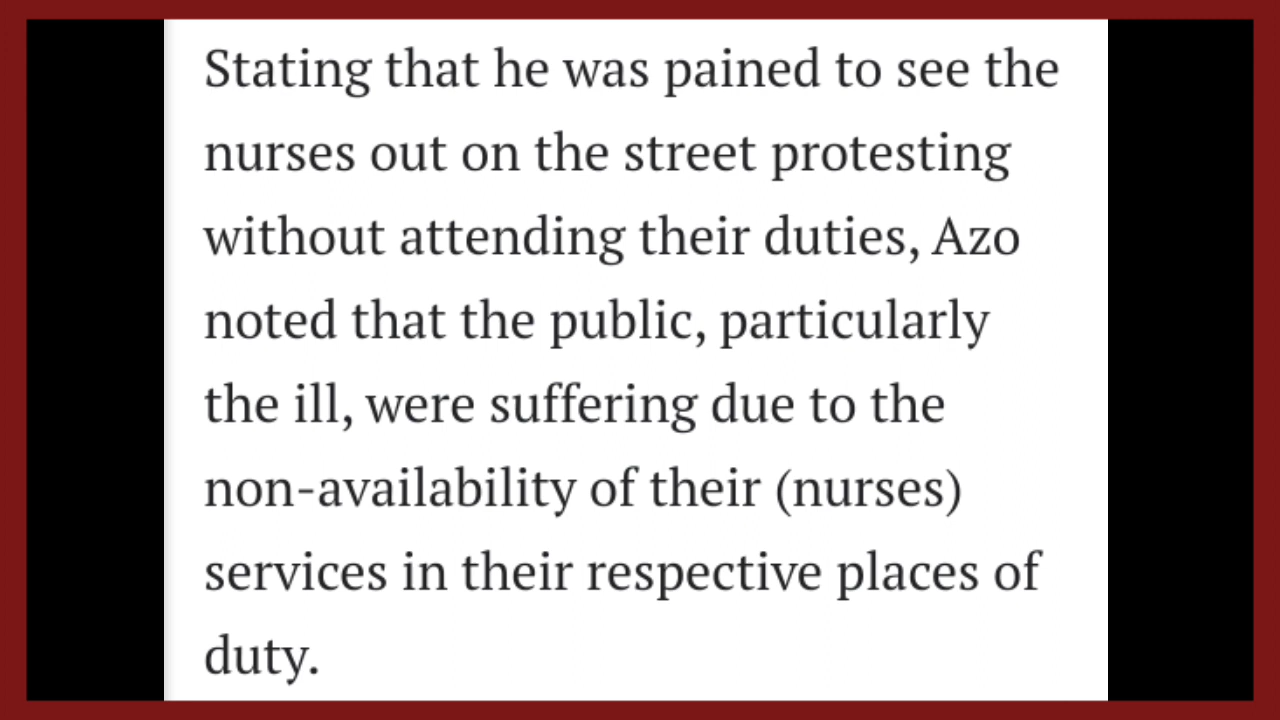 Stating that he was pained to see the
nurses out on the street protesting
without attending their duties, Azo
noted that the public, particularly
the ill, were suffering due to the
non-availability of their (nurses)
services in their respective places of
duty.